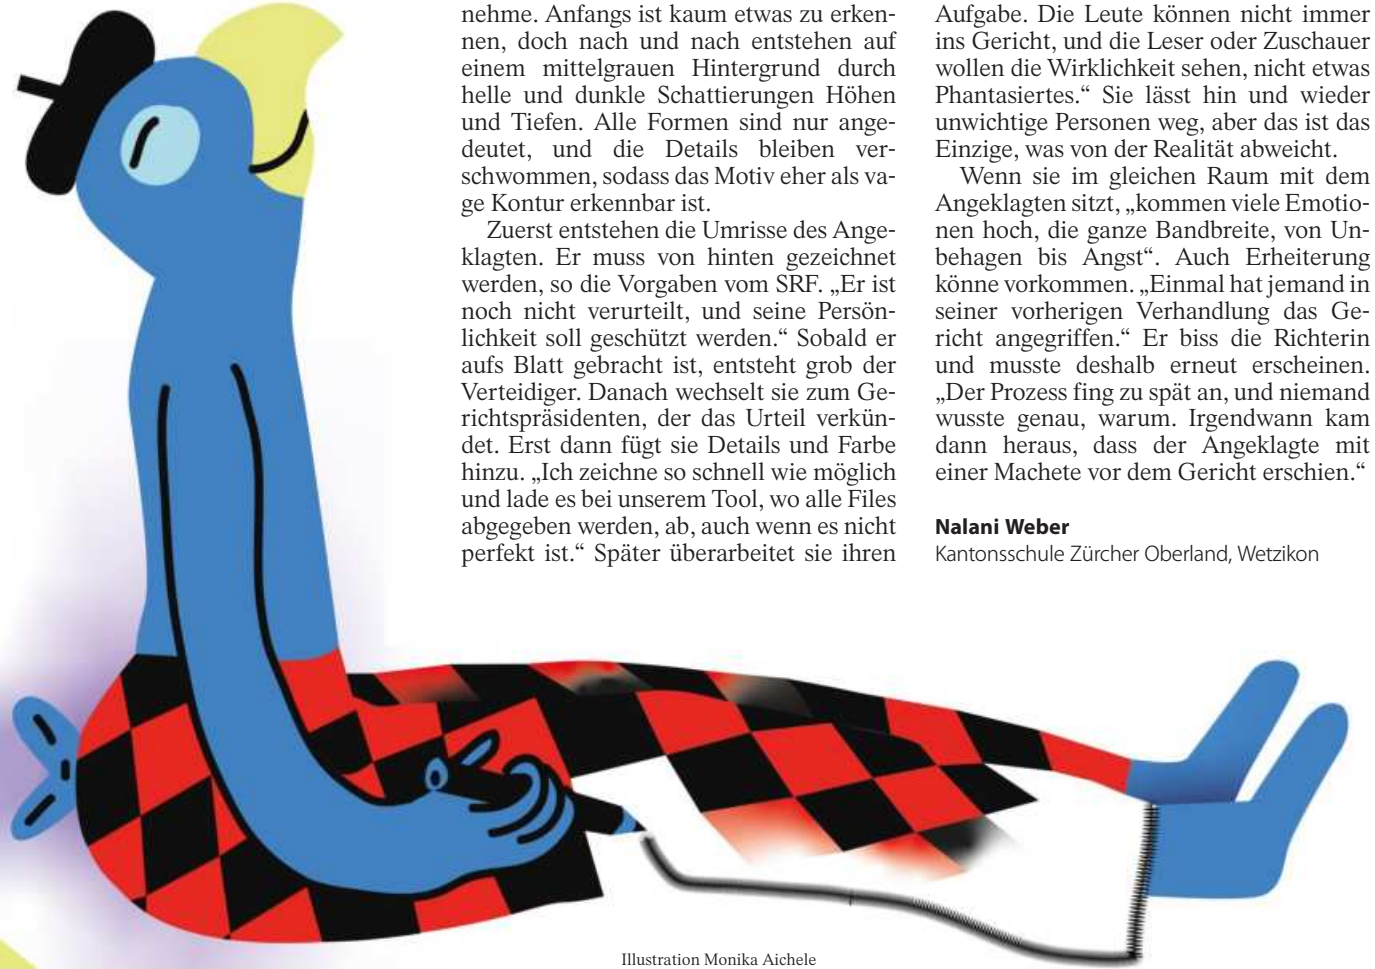 nehme. Anfangs ist kaum etwas zu erken-
nen, doch nach und nach entstehen auf
einem mittelgrauen Hintergrund durch
helle und dunkle Schattierungen Höhen
und Tiefen. Alle Formen sind nur ange-
deutet, und die Details bleiben ver-
schwommen, sodass das Motiv eher als va-
ge Kontur erkennbar ist.
Zuerst entstehen die Umrisse des Ange-
klagten. Er muss von hinten gezeichnet
werden, so die Vorgaben vom SRF. „Er ist
noch nicht verurteilt, und seine Persön-
lichkeit soll geschützt werden.“ Sobald er
aufs Blatt gebracht ist, entsteht grob der
Verteidiger. Danach wechselt sie zum Ge-
richtspräsidenten, der das Urteil verkün-
det. Erst dann fügt sie Details und Farbe
hinzu. „Ich zeichne so schnell wie möglich
und lade es bei unserem Tool, wo alle Files
abgegeben werden, ab, auch wenn es nicht
perfekt ist.“ Später überarbeitet sie ihren
Aufgabe. Die Leute können nicht immer
ins Gericht, und die Leser oder Zuschauer
wollen die Wirklichkeit sehen, nicht etwas
Phantasiertes.“ Sie lässt hin und wieder
unwichtige Personen weg, aber das ist das
Einzige, was von der Realität abweicht.
Wenn sie im gleichen Raum mit dem
Angeklagten sitzt, „kommen viele Emotio-
nen hoch, die ganze Bandbreite, von Un-
behagen bis Angst“. Auch Erheiterung
könne vorkommen. „Einmal hat jemand in
seiner vorherigen Verhandlung das Ge-
richt angegriffen.“ Er biss die Richterin
und musste deshalb erneut erscheinen.
„Der Prozess fing zu spät an, und niemand
wusste genau, warum. Irgendwann kam
dann heraus, dass der Angeklagte mit
einer Machete vor dem Gericht erschien.“
Nalani Weber
Kantonsschule Zürcher Oberland, Wetzikon
Illustration Monika Aichele